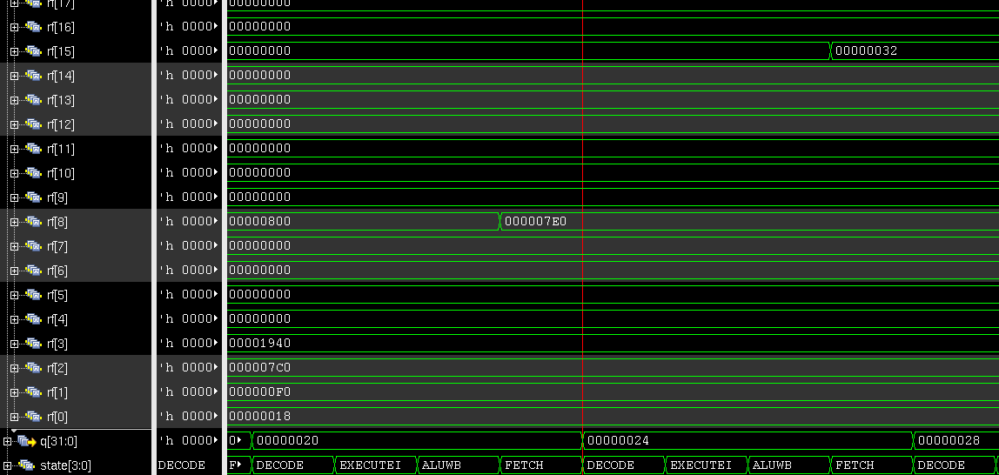 rf[17] 'h 0000 00000000
rf[16] 'h 0000 00000000
rf[15] 'h 0000 00000000 00000032
rf[14] 'h 0000 00000000
rf[13] 'h 0000 00000000
rf[12] 'h 0000 00000000
rf[11] 'h 0000 00000000
rf[10] 'h 0000 00000000
rf[9] 'h 0000 00000000
rf[8] 'h 0000 00000800 000007E0
rf[7] 'h 0000 00000000
rf[6] 'h 0000 00000000
rf[5] 'h 0000 00000000
rf[4] 'h 0000 00000000
rf[3] 'h 0000 00001940
rf[2] 'h 0000 000007C0
rf[1] 'h 0000 000000F0
rf[0] 'h 0000 00000018
q[31:0] 'h 0000 0 00000020 00000024 00000028
state[3:0] DECODE F DECODE EXECUTEI ALUWB FETCH DECODE EXECUTEI ALUWB FETCH DECODE